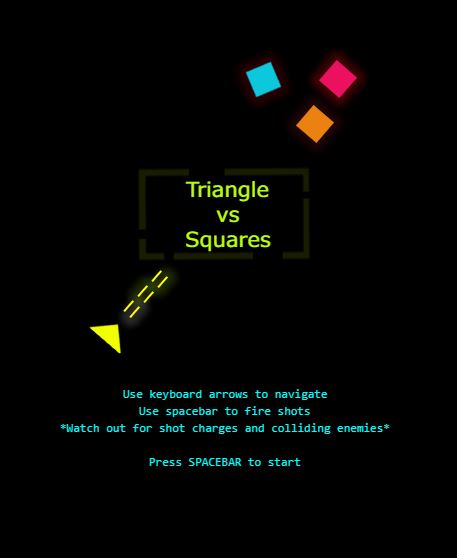 Triangle
vs
Squares
Use keyboard arrows to navigate
Use spacebar to fire shots
*Watch out for shot charges and colliding enemies*
Press SPACEBAR to start